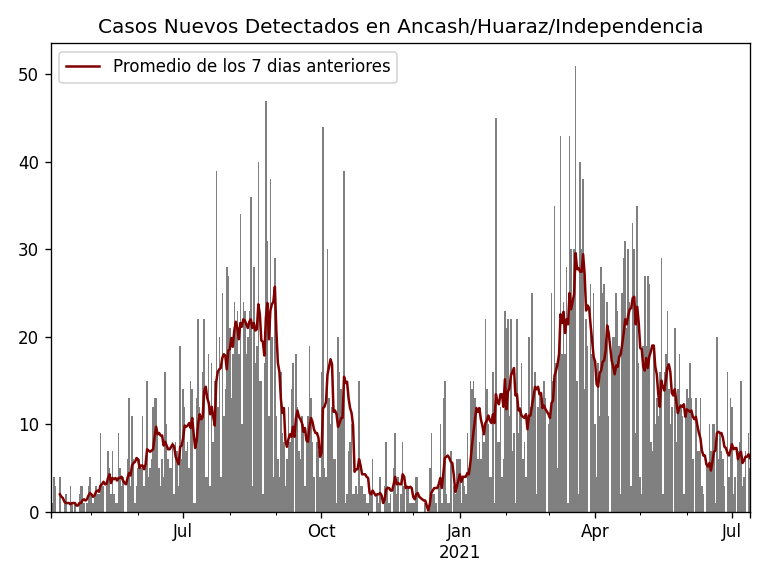 Casos Nuevos Detectados en Ancash/Huaraz/Independencia
Promedio de los 7 dias anteriores
50
40
30
20
10
0
Jul
Oct
Jan
Apr
Jul
2021